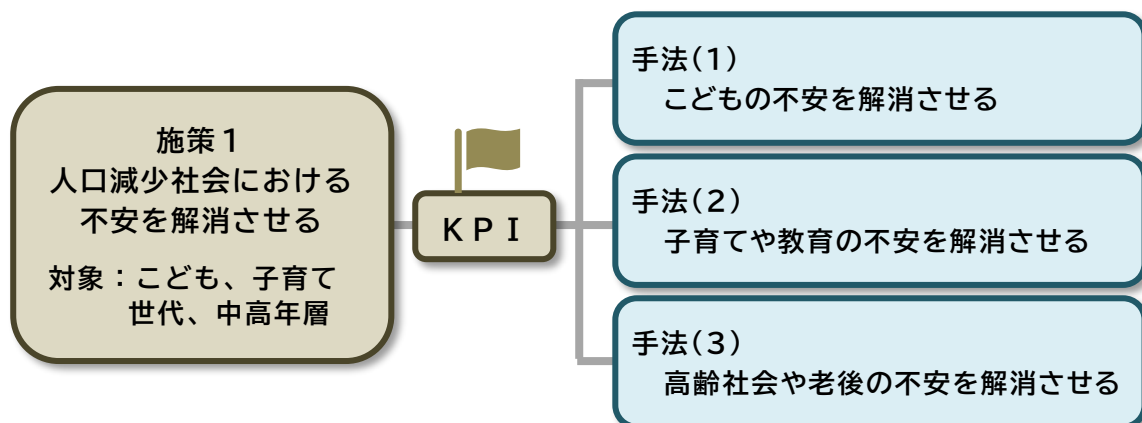 施策１
人口減少社会における
不安を解消させる
対象：こども、子育て
世代、中高年層
ＫＰＩ
手法(1)
こどもの不安を解消させる
手法(2)
子育てや教育の不安を解消させる
手法(3)
高齢社会や老後の不安を解消させる